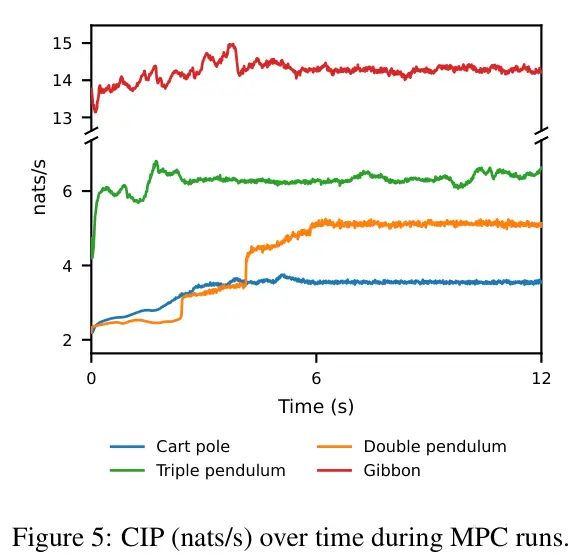 15
14
13
nats/s
6
4
2
0 6 12
Time (s)
Cart pole Double pendulum
Triple pendulum Gibbon
Figure 5: CIP (nats/s) over time during MPC runs.